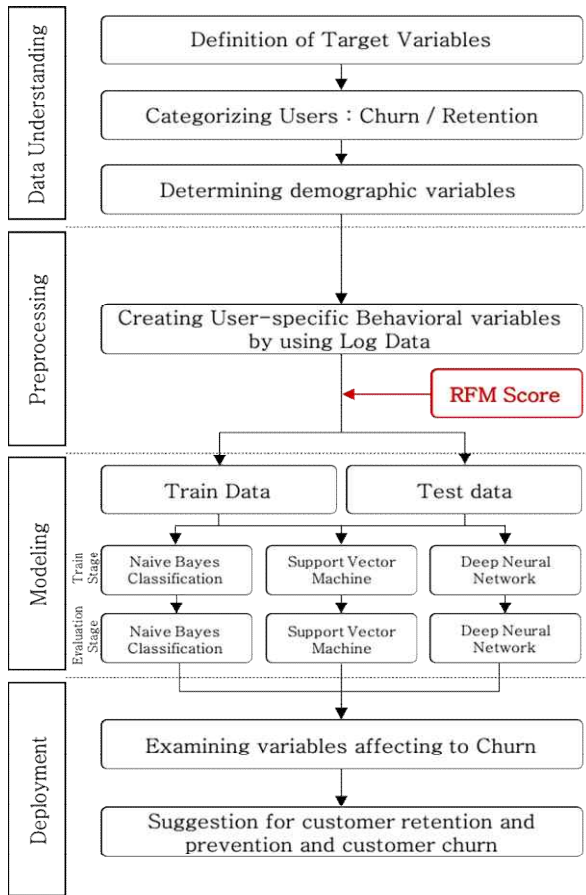 Data Understanding
Definition of Target Variables
Categorizing Users : Churn / Retention
Determining demographic variables
Preprocessing
Creating User-specific Behavioral variables
by using Log Data
RFM Score
Modeling
Train Data
Test data
Train
Stage
Naive Bayes
Classification
Support Vector
Machine
Deep Neural
Network
Evaluation
Stage
Naive Bayes
Classification
Support Vector
Machine
Deep Neural
Network
Deployment
Examining variables affecting to Churn
Suggestion for customer retention and
prevention and customer churn